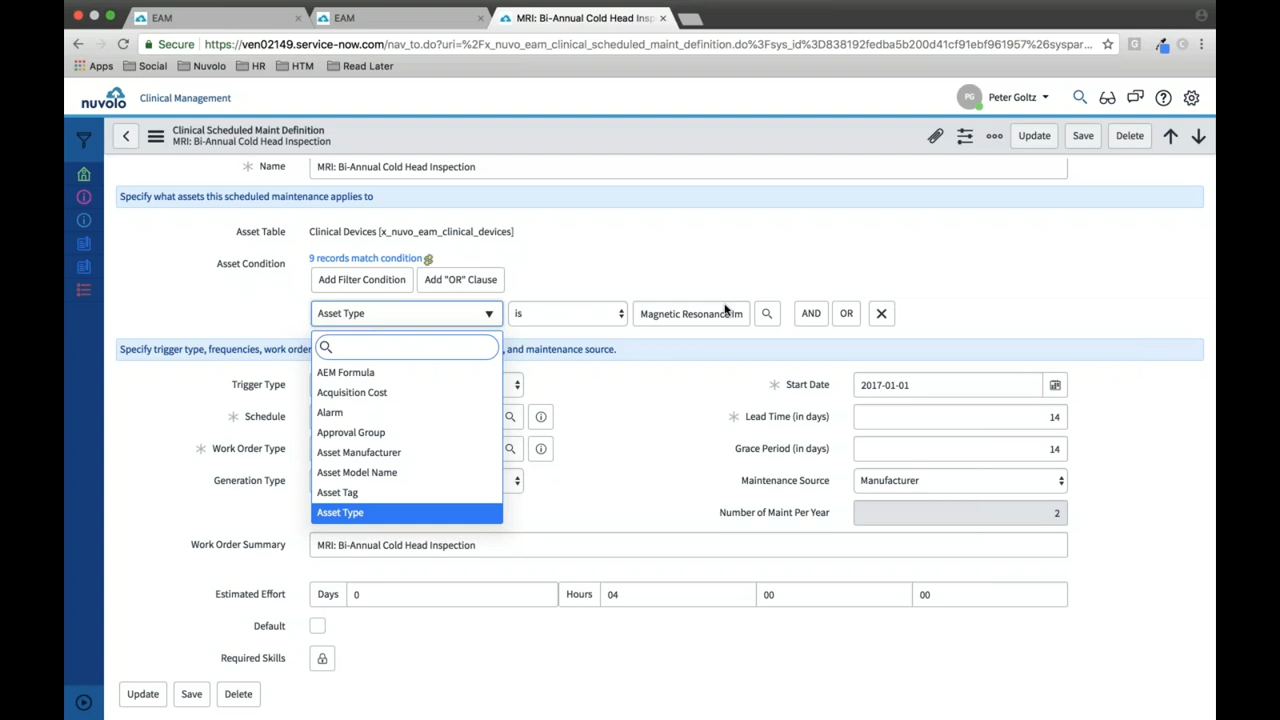 EAM
EAM
MRI: Bi-Annual Cold Head Insp
Secure https://ven02149.service-now.com/nav_to.do?uri=%2Fx_nuvo_eam_clinical_scheduled_maint_definition.do%3Fsys_id%3D838192fedba5b200d41cf91ebf961957%26syspar...
Apps Social Nuvolo HR HTM Read Later
nuvolo Clinical Management PG Peter Goltz
Clinical Scheduled Maint Definition
MRI: Bi-Annual Cold Head Inspection
Update Save Delete
Name MRI: Bi-Annual Cold Head Inspection
Specify what assets this scheduled maintenance applies to
Asset Table Clinical Devices [x_nuvo_eam_clinical_devices]
Asset Condition 9 records match condition
Add Filter Condition Add "OR" Clause
Asset Type is Magnetic Resonance Im AND OR
Specify trigger type, frequencies, work order , and maintenance source.
AEM Formula
Acquisition Cost
Alarm
Approval Group
Asset Manufacturer
Asset Model Name
Asset Tag
Asset Type
Trigger Type
Schedule
Work Order Type
Generation Type
Start Date 2017-01-01
Lead Time (in days) 14
Grace Period (in days) 14
Maintenance Source Manufacturer
Number of Maint Per Year 2
Work Order Summary MRI: Bi-Annual Cold Head Inspection
Estimated Effort Days 0 Hours 04 00 00
Default
Required Skills
Update Save Delete